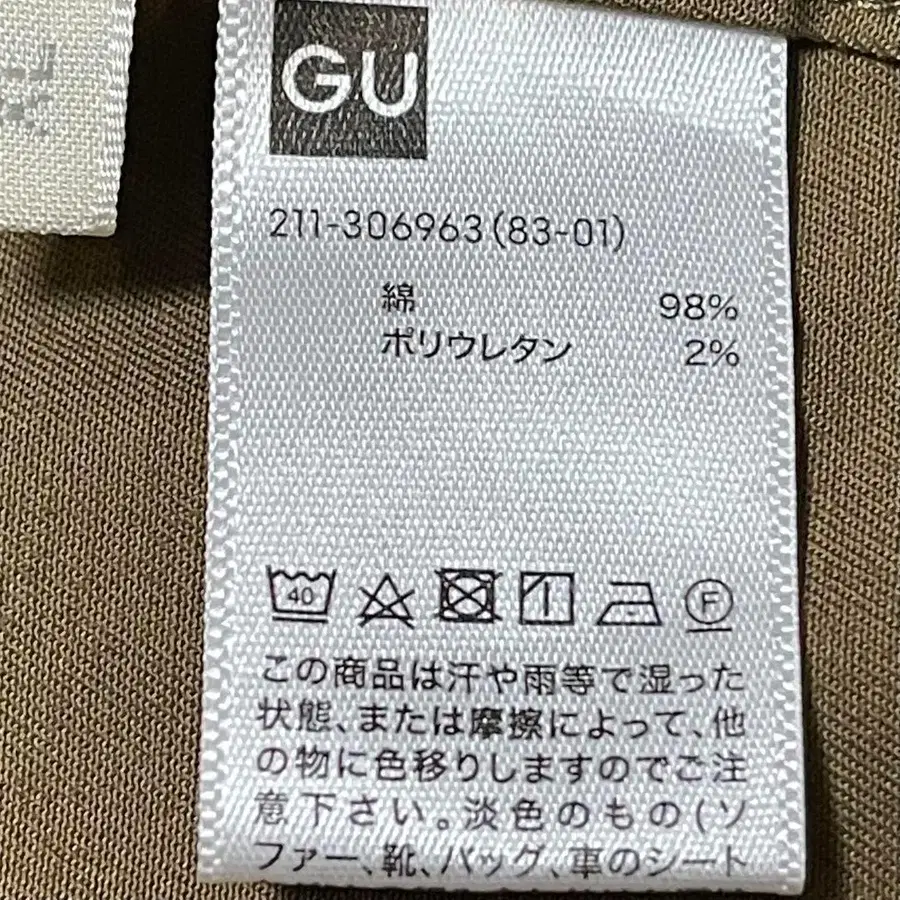 GU
211-306963(83-01)
綿 98%
ポリウレタン 2%
40
F
この商品は汗や雨等で湿った
状態、または摩擦によって、他
の物に色移りしますのでご注
意下さい。淡色のもの(ソ
ファー、靴、バッグ、車のシート